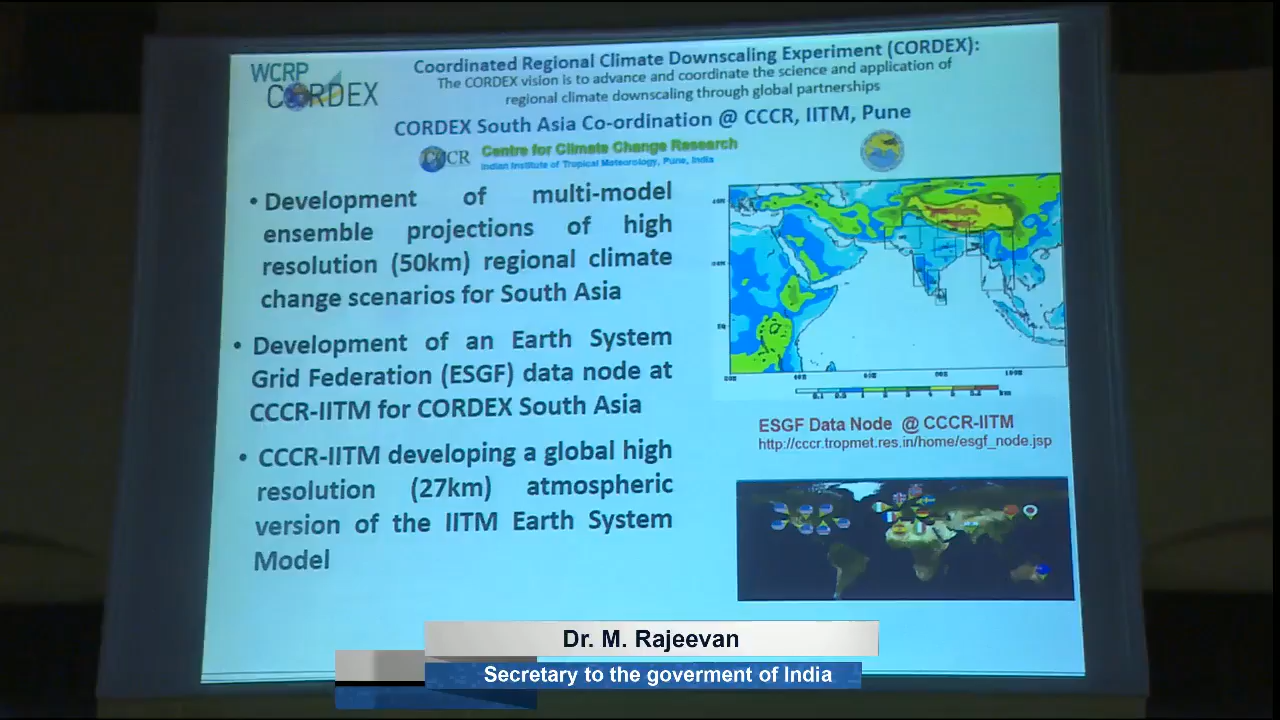 WCRP
CORDEX
Coordinated Regional Climate Downscaling Experiment (CORDEX):
The CORDEX vision is to advance and coordinate the science and application of
regional climate downscaling through global partnerships
CORDEX South Asia Co-ordination @ CCCR, IITM, Pune
CCCR
Centre for Climate Change Research
Indian Institute of Tropical Meteorology, Pune, India
• Development of multi-model
ensemble projections of high
resolution (50km) regional climate
change scenarios for South Asia
• Development of an Earth System
Grid Federation (ESGF) data node at
CCCR-IITM for CORDEX South Asia
• CCCR-IITM developing a global high
resolution (27km) atmospheric
version of the IITM Earth System
Model
EQ
km
ESGF Data Node @ CCCR-IITM
http://cccr.tropmet.res.in/home/esgf_node.jsp
Dr. M. Rajeevan
Secretary to the goverment of India